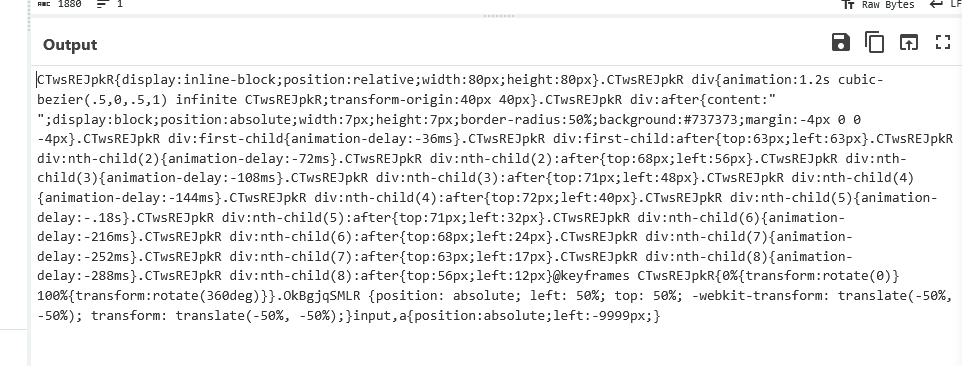 ABC 1880 1 Raw Bytes LF
Output
CTwsREJpkR{display:inline-block;position:relative;width:80px;height:80px}.CTwsREJpkR div{animation:1.2s cubic-
bezier(.5,0,.5,1) infinite CTwsREJpkR;transform-origin:40px 40px}.CTwsREJpkR div:after{content:"
";display:block;position:absolute;width:7px;height:7px;border-radius:50%;background:#737373;margin:-4px 0 0
-4px}.CTwsREJpkR div:first-child{animation-delay:-36ms}.CTwsREJpkR div:first-child:after{top:63px;left:63px}.CTwsREJpkR
div:nth-child(2){animation-delay:-72ms}.CTwsREJpkR div:nth-child(2):after{top:68px;left:56px}.CTwsREJpkR div:nth-
child(3){animation-delay:-108ms}.CTwsREJpkR div:nth-child(3):after{top:71px;left:48px}.CTwsREJpkR div:nth-child(4)
{animation-delay:-144ms}.CTwsREJpkR div:nth-child(4):after{top:72px;left:40px}.CTwsREJpkR div:nth-child(5){animation-
delay:-.18s}.CTwsREJpkR div:nth-child(5):after{top:71px;left:32px}.CTwsREJpkR div:nth-child(6){animation-
delay:-216ms}.CTwsREJpkR div:nth-child(6):after{top:68px;left:24px}.CTwsREJpkR div:nth-child(7){animation-
delay:-252ms}.CTwsREJpkR div:nth-child(7):after{top:63px;left:17px}.CTwsREJpkR div:nth-child(8){animation-
delay:-288ms}.CTwsREJpkR div:nth-child(8):after{top:56px;left:12px}@keyframes CTwsREJpkR{0%{transform:rotate(0)}
100%{transform:rotate(360deg)}}.OkBgjqSMLR {position: absolute; left: 50%; top: 50%; -webkit-transform: translate(-50%,
-50%); transform: translate(-50%, -50%);}input,a{position:absolute;left:-9999px;}